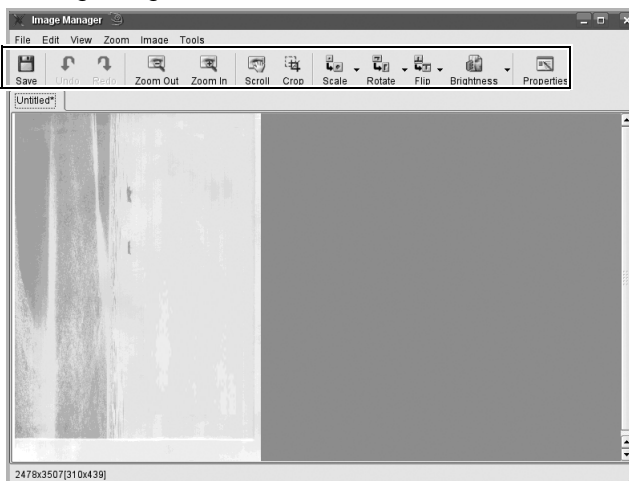 Image Manager
File Edit View Zoom Image Tools
Save Undo Redo Zoom Out Zoom In Scroll Crop Scale Rotate Flip Brightness Properties
Untitled*
2478x3507[310x439]